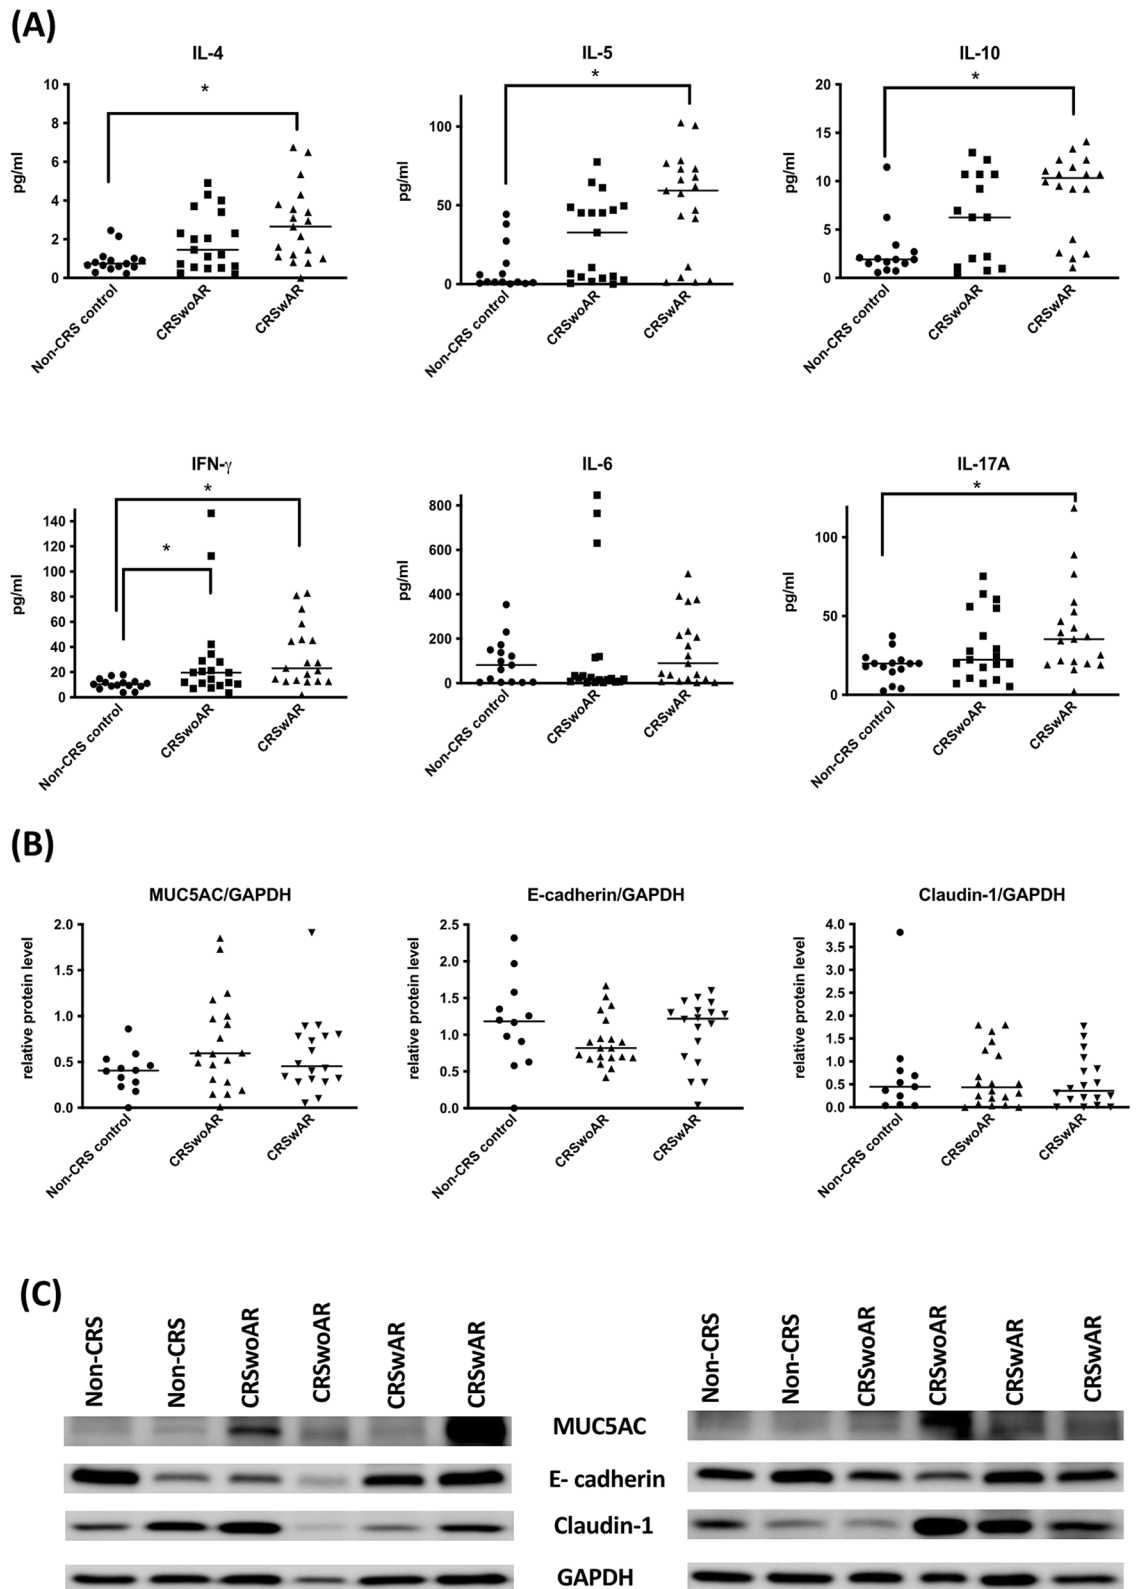 (A)
IL-4
*
10
8
6
4
2
0
pg/ml
Non-CRS control
CRSwoAR
CRSwAR
IL-5
*
100
50
0
pg/ml
Non-CRS control
CRSwoAR
CRSwAR
IL-10
*
20
15
10
5
0
pg/ml
Non-CRS control
CRSwoAR
CRSwAR
IFN-γ
*
*
140
120
100
80
60
40
20
0
pg/ml
Non-CRS control
CRSwoAR
CRSwAR
IL-6
800
600
400
200
0
pg/ml
Non-CRS control
CRSwoAR
CRSwAR
IL-17A
*
100
50
0
pg/ml
Non-CRS control
CRSwoAR
CRSwAR
(B)
MUC5AC/GAPDH
2.0
1.5
1.0
0.5
0.0
relative protein level
Non-CRS control
CRSwoAR
CRSwAR
E-cadherin/GAPDH
2.5
2.0
1.5
1.0
0.5
0.0
relative protein level
Non-CRS control
CRSwoAR
CRSwAR
Claudin-1/GAPDH
4.0
3.5
3.0
2.5
2.0
1.5
1.0
0.5
0.0
relative protein level
Non-CRS control
CRSwoAR
CRSwAR
(C)
Non-CRS
Non-CRS
CRSwoAR
CRSwoAR
CRSwAR
CRSwAR
Non-CRS
Non-CRS
CRSwoAR
CRSwoAR
CRSwAR
CRSwAR
MUC5AC
E- cadherin
Claudin-1
GAPDH